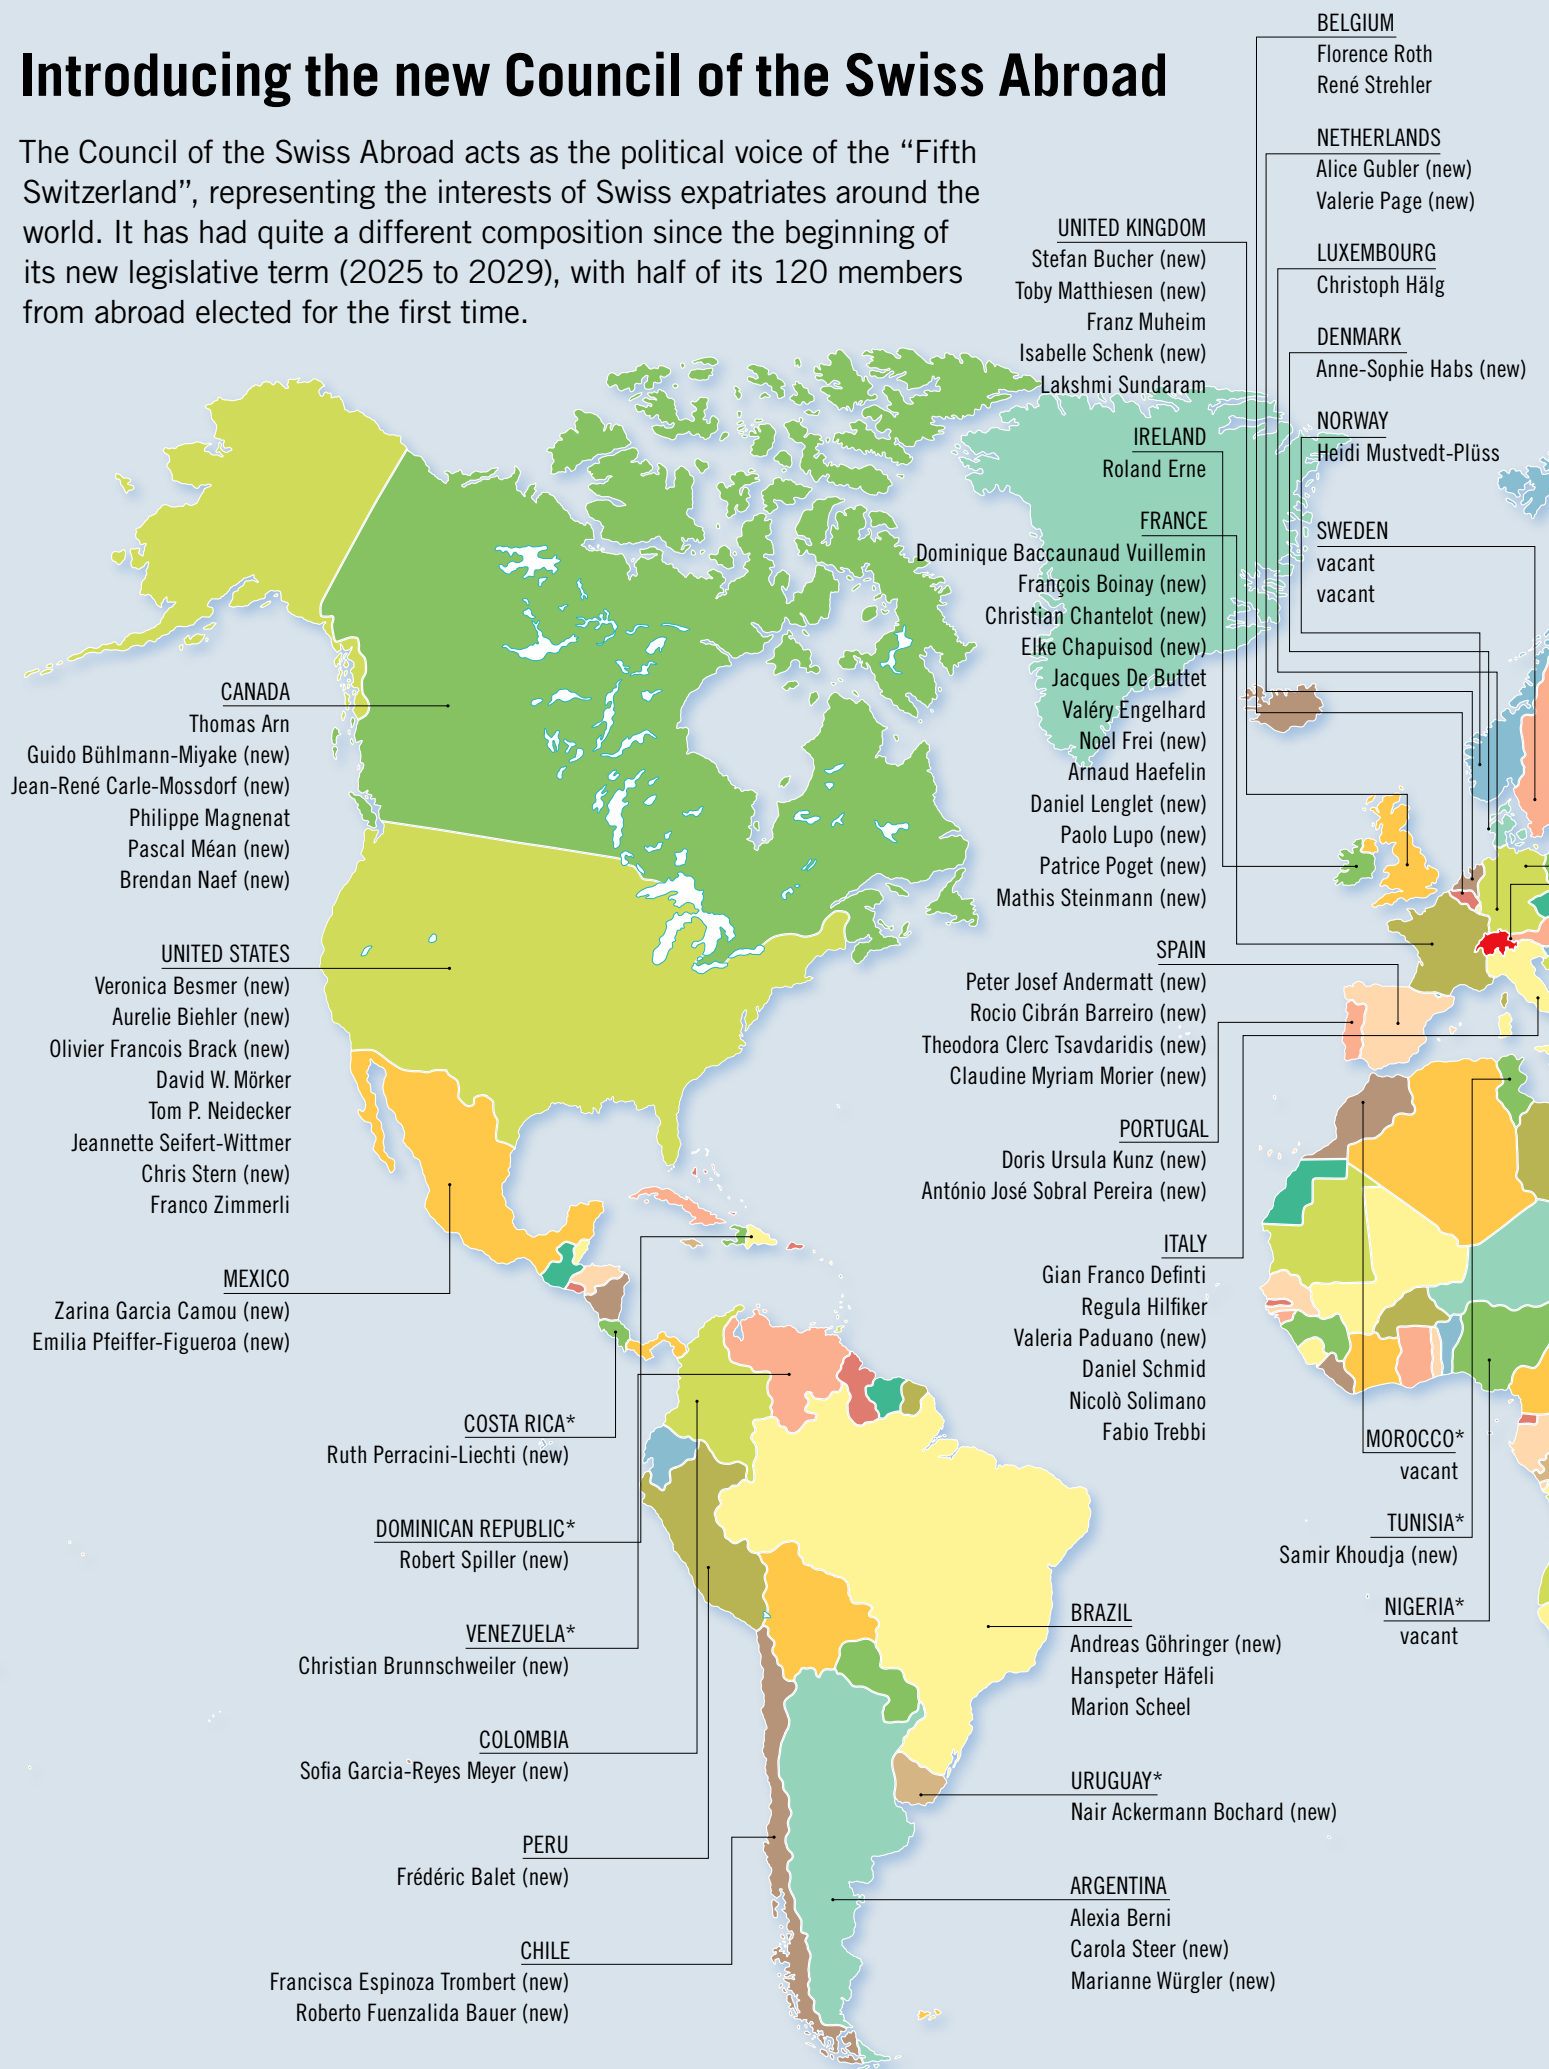 Introducing the new Council of the Swiss Abroad
The Council of the Swiss Abroad acts as the political voice of the “Fifth
Switzerland”, representing the interests of Swiss expatriates around the
world. It has had quite a different composition since the beginning of
its new legislative term (2025 to 2029), with half of its 120 members
from abroad elected for the first time.
CANADA
Thomas Arn
Guido Bühlmann-Miyake (new)
Jean-René Carle-Mossdorf (new)
Philippe Magnenat
Pascal Méan (new)
Brendan Naef (new)
UNITED STATES
Veronica Besmer (new)
Aurelie Biehler (new)
Olivier Francois Brack (new)
David W. Mörker
Tom P. Neidecker
Jeannette Seifert-Wittmer
Chris Stern (new)
Franco Zimmerli
MEXICO
Zarina Garcia Camou (new)
Emilia Pfeiffer-Figueroa (new)
COSTA RICA*
Ruth Perracini-Liechti (new)
DOMINICAN REPUBLIC*
Robert Spiller (new)
VENEZUELA*
Christian Brunnschweiler (new)
COLOMBIA
Sofia Garcia-Reyes Meyer (new)
PERU
Frédéric Balet (new)
CHILE
Francisca Espinoza Trombert (new)
Roberto Fuenzalida Bauer (new)
UNITED KINGDOM
Stefan Bucher (new)
Toby Matthiesen (new)
Franz Muheim
Isabelle Schenk (new)
Lakshmi Sundaram
IRELAND
Roland Erne
FRANCE
Dominique Baccaunaud Vuillemin
François Boinay (new)
Christian Chantelot (new)
Elke Chapuisod (new)
Jacques De Buttet
Valéry Engelhard
Noel Frei (new)
Arnaud Haefelin
Daniel Lenglet (new)
Paolo Lupo (new)
Patrice Poget (new)
Mathis Steinmann (new)
SPAIN
Peter Josef Andermatt (new)
Rocio Cibrán Barreiro (new)
Theodora Clerc Tsavdaridis (new)
Claudine Myriam Morier (new)
PORTUGAL
Doris Ursula Kunz (new)
António José Sobral Pereira (new)
ITALY
Gian Franco Definti
Regula Hilfiker
Valeria Paduano (new)
Daniel Schmid
Nicolò Solimano
Fabio Trebbi
BRAZIL
Andreas Göhringer (new)
Hanspeter Häfeli
Marion Scheel
URUGUAY*
Nair Ackermann Bochard (new)
ARGENTINA
Alexia Berni
Carola Steer (new)
Marianne Würgler (new)
BELGIUM
Florence Roth
René Strehler
NETHERLANDS
Alice Gubler (new)
Valerie Page (new)
LUXEMBOURG
Christoph Hälg
DENMARK
Anne-Sophie Habs (new)
NORWAY
Heidi Mustvedt-Plüss
SWEDEN
vacant
vacant
MOROCCO*
vacant
TUNISIA*
Samir Khoudja (new)
NIGERIA*
vacant